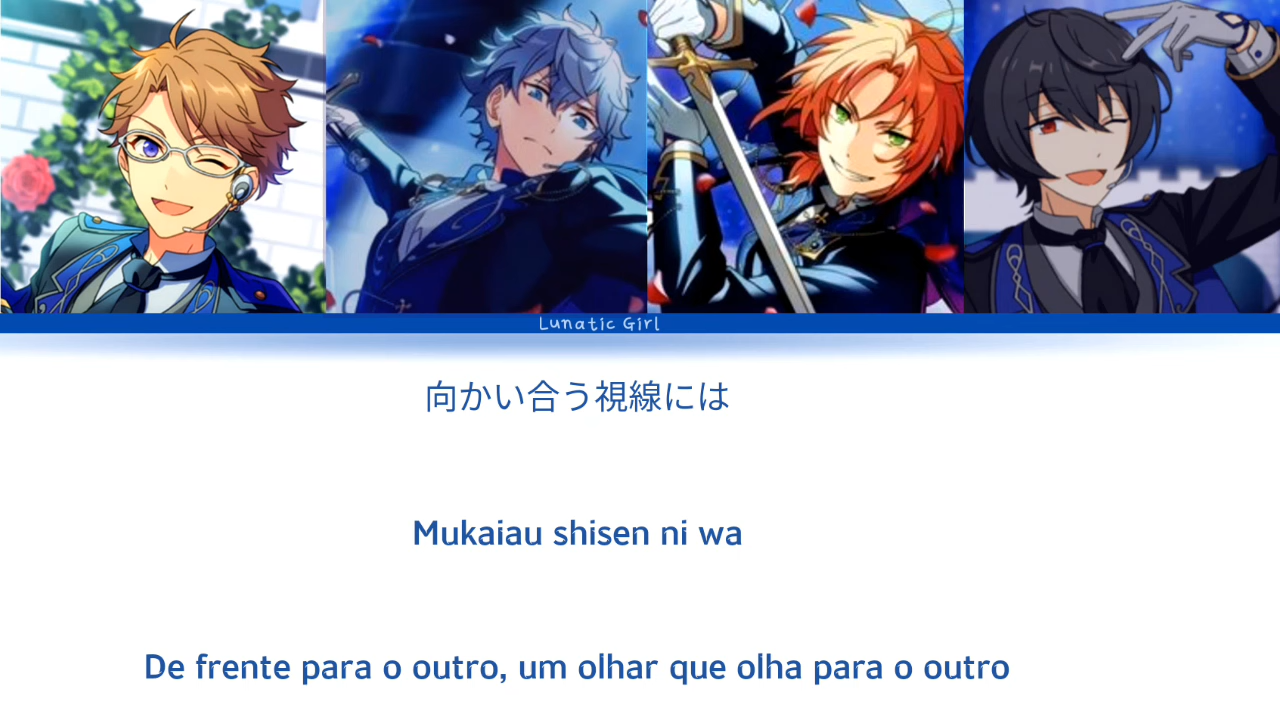 Lunatic Girl
向かい合う視線には
Mukaiau shisen ni wa
De frente para o outro, um olhar que olha para o outro